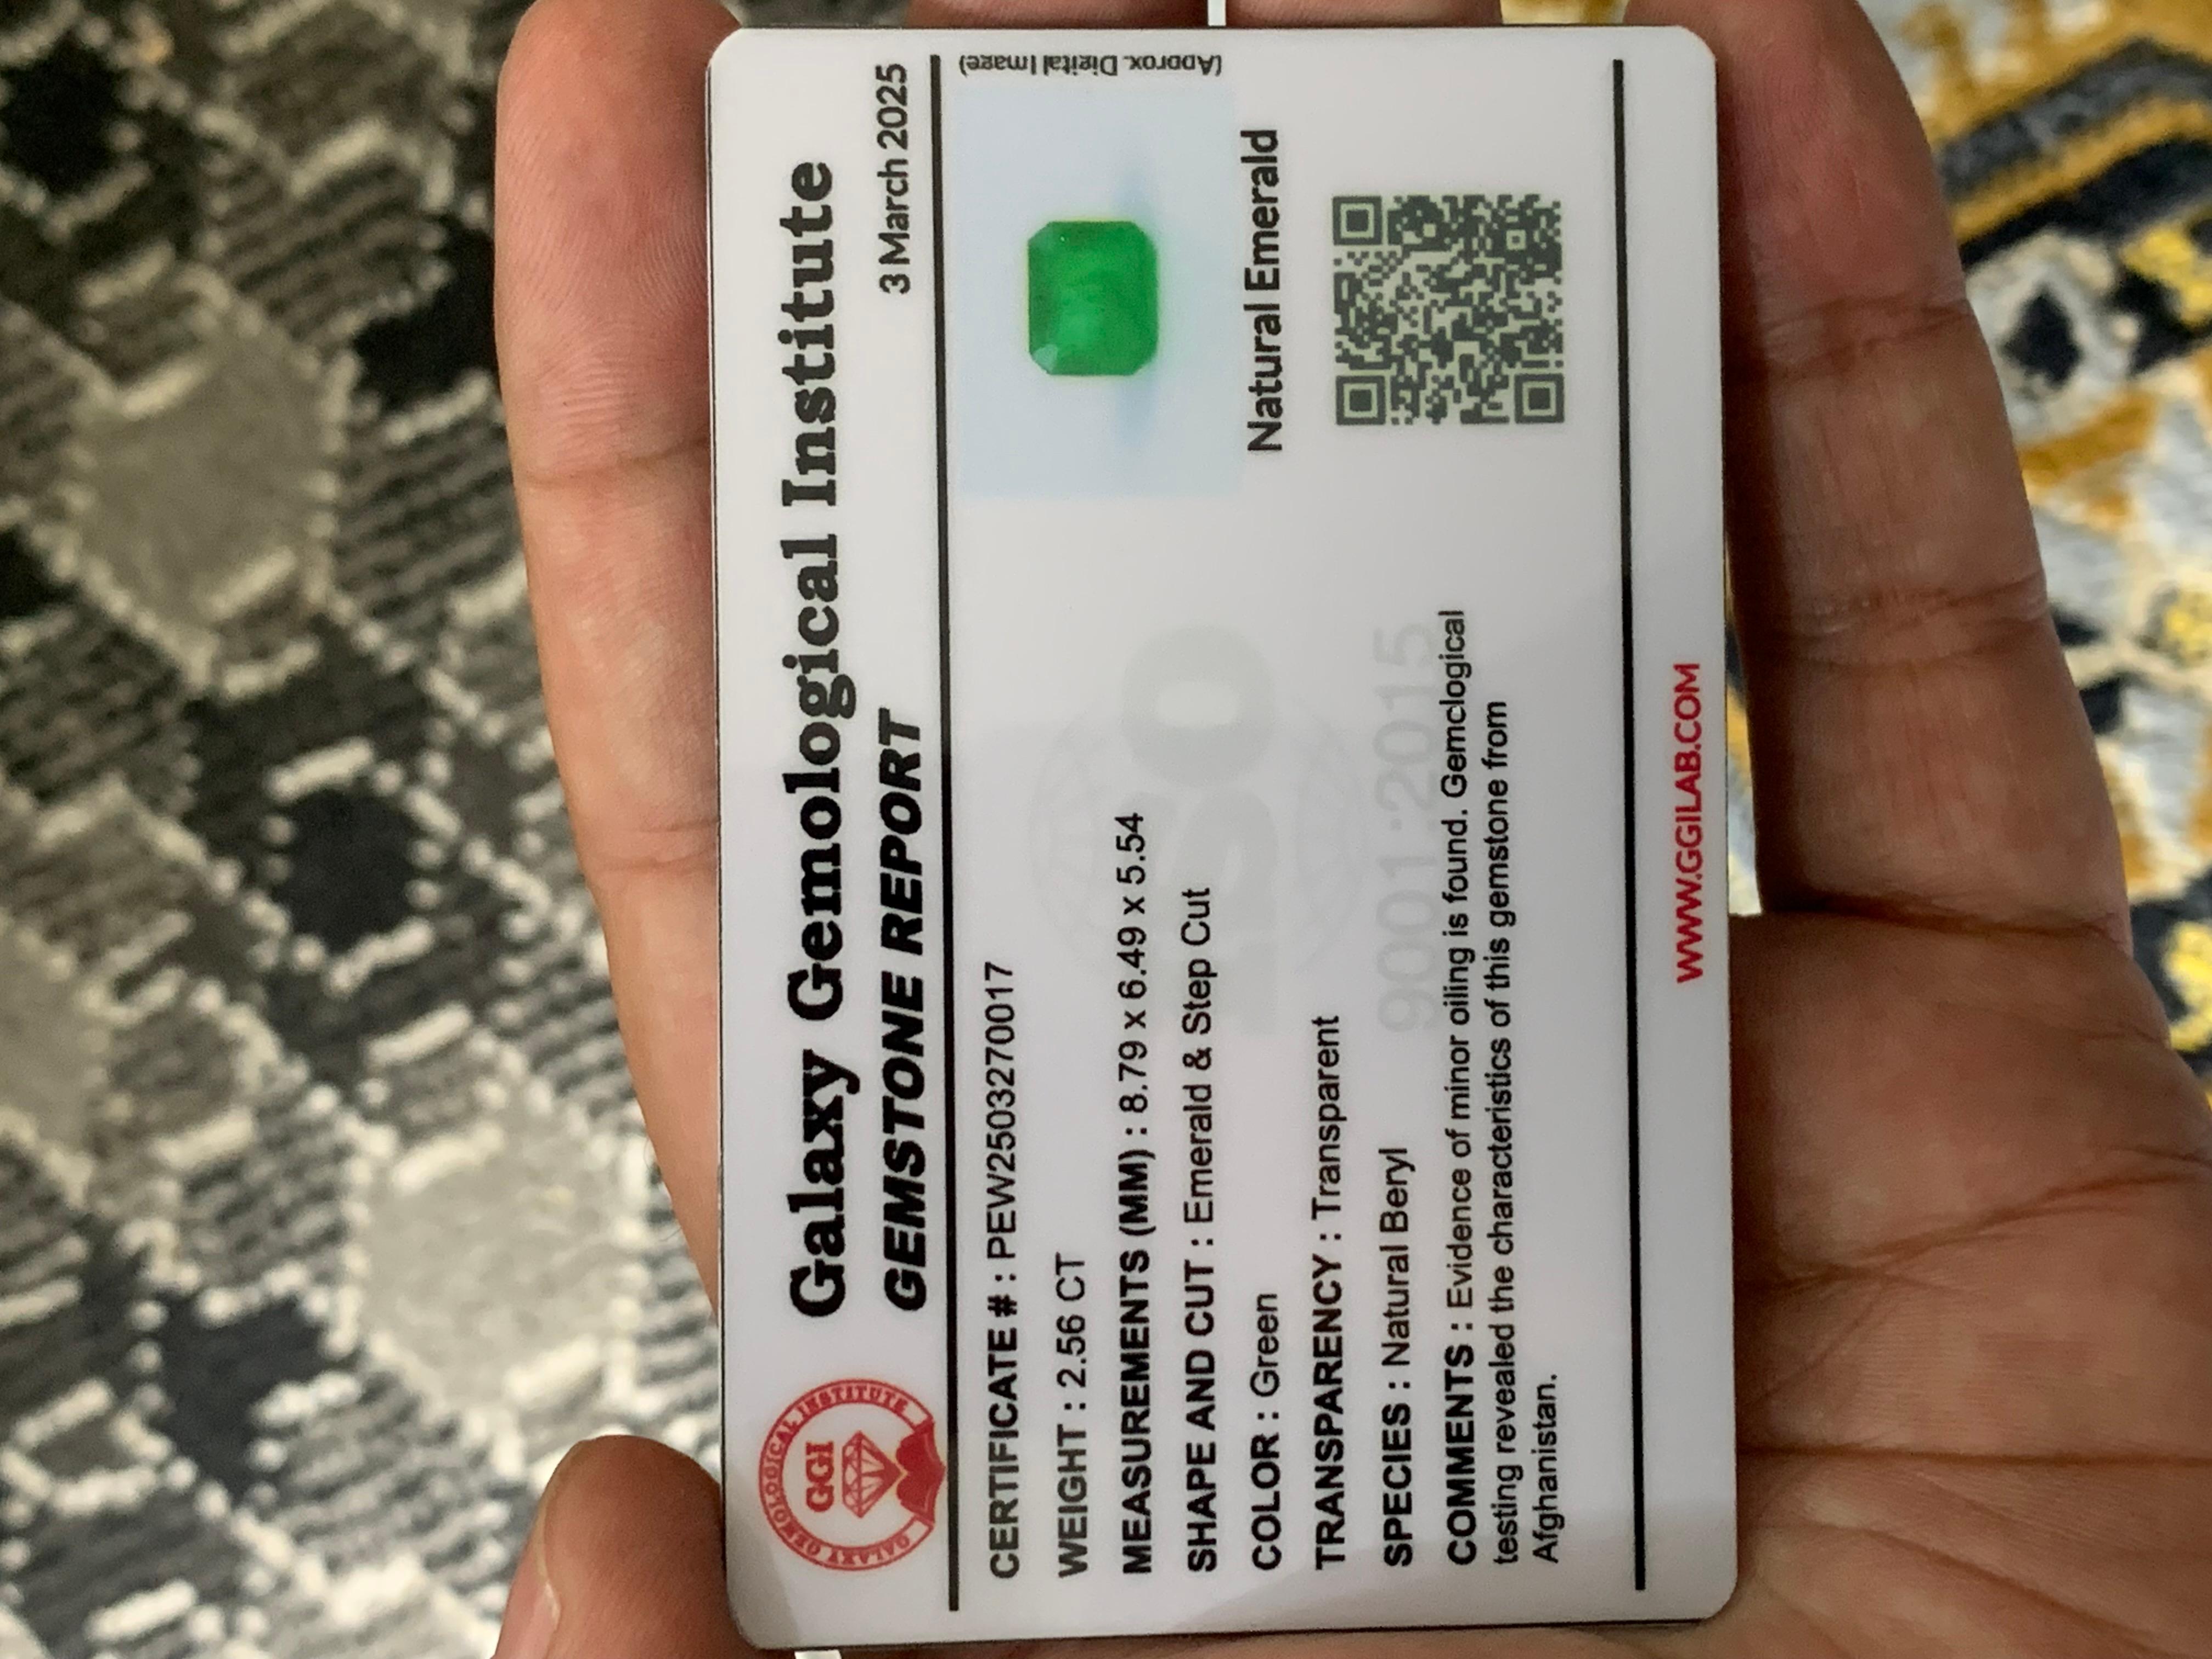 Galaxy Gemological Institute
GEMSTONE REPORT
3 March 2025
GALAXY GEMOLOGICAL INSTITUTE
GGI
CERTIFICATE # : PEW2503270017
WEIGHT : 2.56 CT
MEASUREMENTS (MM) : 8.79 x 6.49 x 5.54
SHAPE AND CUT : Emerald & Step Cut
COLOR : Green
TRANSPARENCY : Transparent
SPECIES : Natural Beryl
COMMENTS : Evidence of minor oiling is found. Gemological
testing revealed the characteristics of this gemstone from
Afghanistan.
(Approx. Digital Image)
Natural Emerald
ISO
9001:2015
WWW.GGILAB.COM